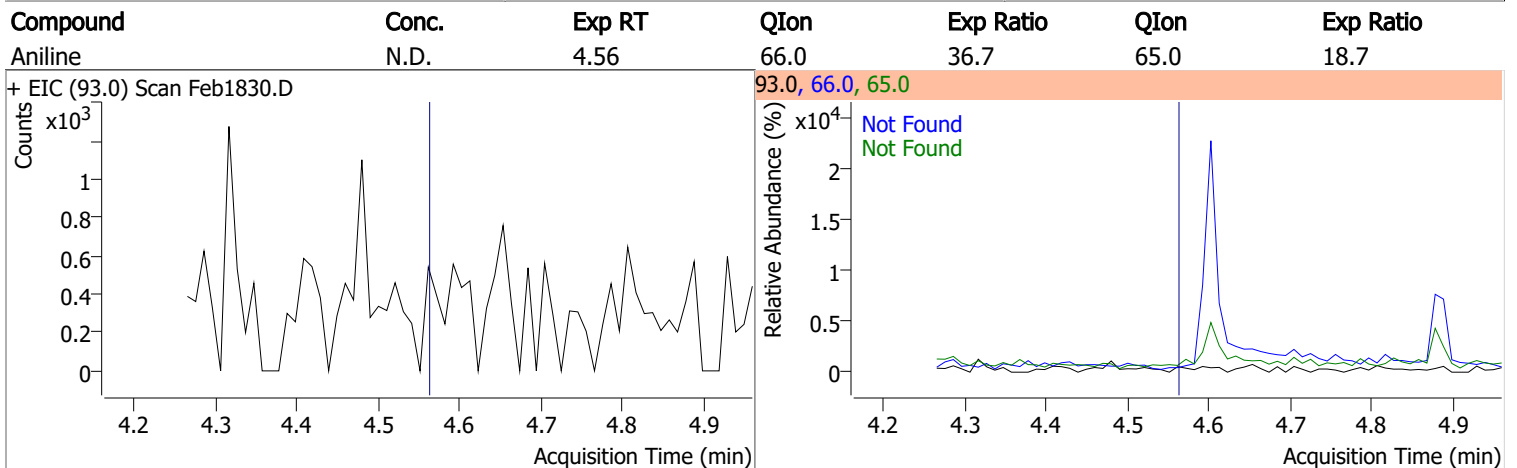 Compound Conc. Exp RT QIon Exp Ratio QIon Exp Ratio
Aniline N.D. 4.56 66.0 36.7 65.0 18.7
+ EIC (93.0) Scan Feb1830.D
Counts
x10³
1
0.8
0.6
0.4
0.2
0
4.2 4.3 4.4 4.5 4.6 4.7 4.8 4.9
Acquisition Time (min)
93.0, 66.0, 65.0
Relative Abundance (%)
x10⁴
Not Found
Not Found
2
1.5
1
0.5
0
4.2 4.3 4.4 4.5 4.6 4.7 4.8 4.9
Acquisition Time (min)